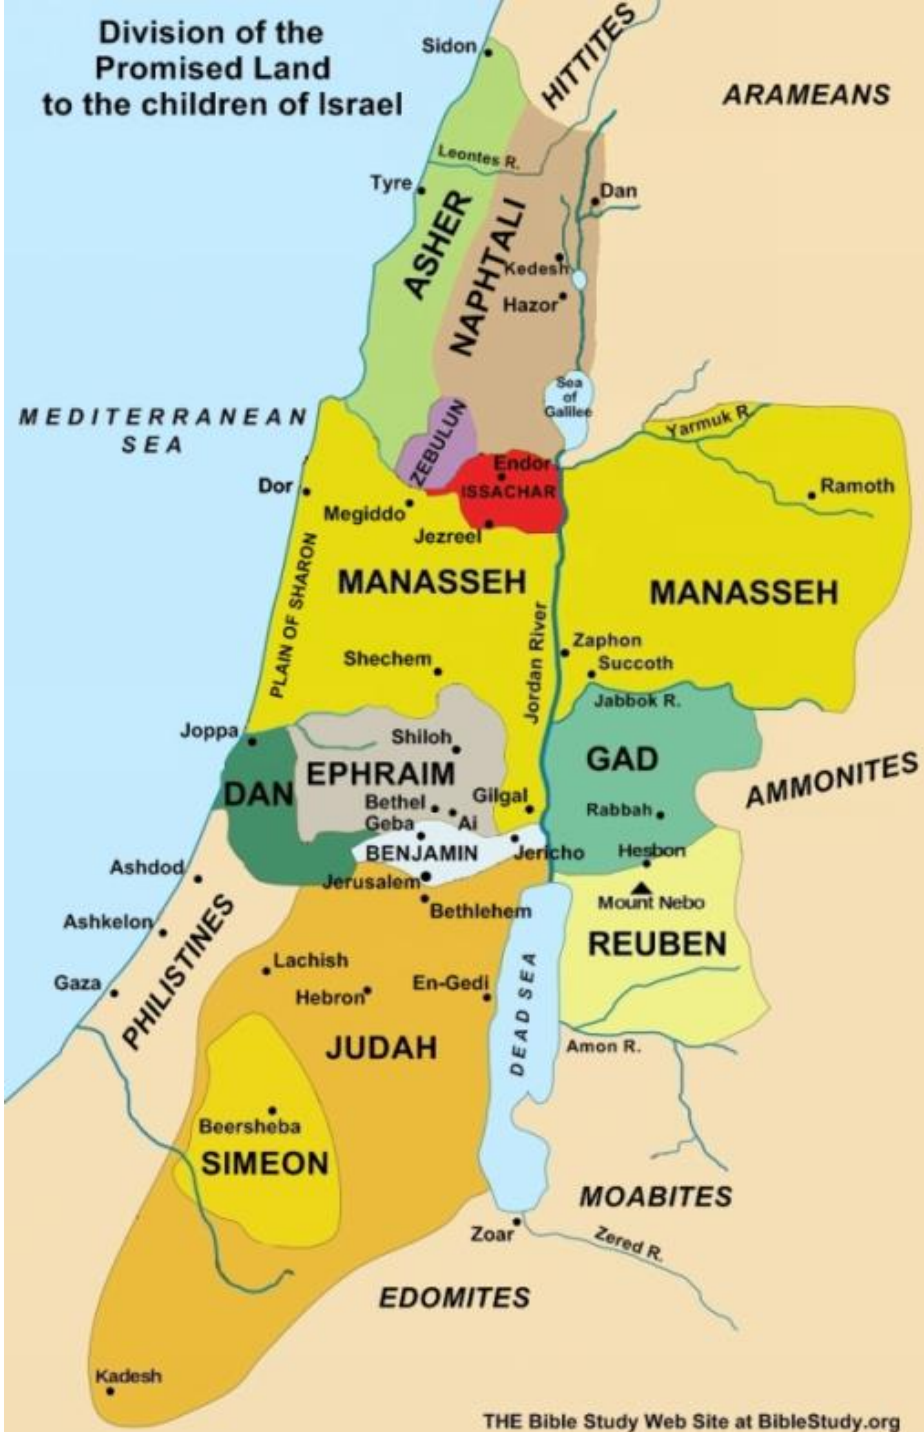 Division of the
Promised Land
to the children of Israel
Sidon
HITTITES
ARAMEANS
Leontes R.
Tyre
Dan
ASHER
NAPHTALI
Kedesh
Hazor
Sea
of
Galilee
MEDITERRANEAN
SEA
ZEBULUN
Yarmuk R.
Endor
ISSACHAR
Dor
Ramoth
Megiddo
Jezreel
MANASSEH
MANASSEH
PLAIN OF SHARON
Jordan River
Zaphon
Shechem
Succoth
Jabbok R.
Joppa
Shiloh
GAD
EPHRAIM
AMMONITES
DAN
Bethel
Gilgal
Rabbah
Geba
Ai
BENJAMIN
Jericho
Hesbon
Ashdod
Jerusalem
Mount Nebo
Bethlehem
Ashkelon
PHILISTINES
REUBEN
Lachish
Gaza
En-Gedi
Hebron
DEAD SEA
JUDAH
Amon R.
Beersheba
SIMEON
MOABITES
Zoar
Zered R.
EDOMITES
Kadesh
THE Bible Study Web Site at BibleStudy.org